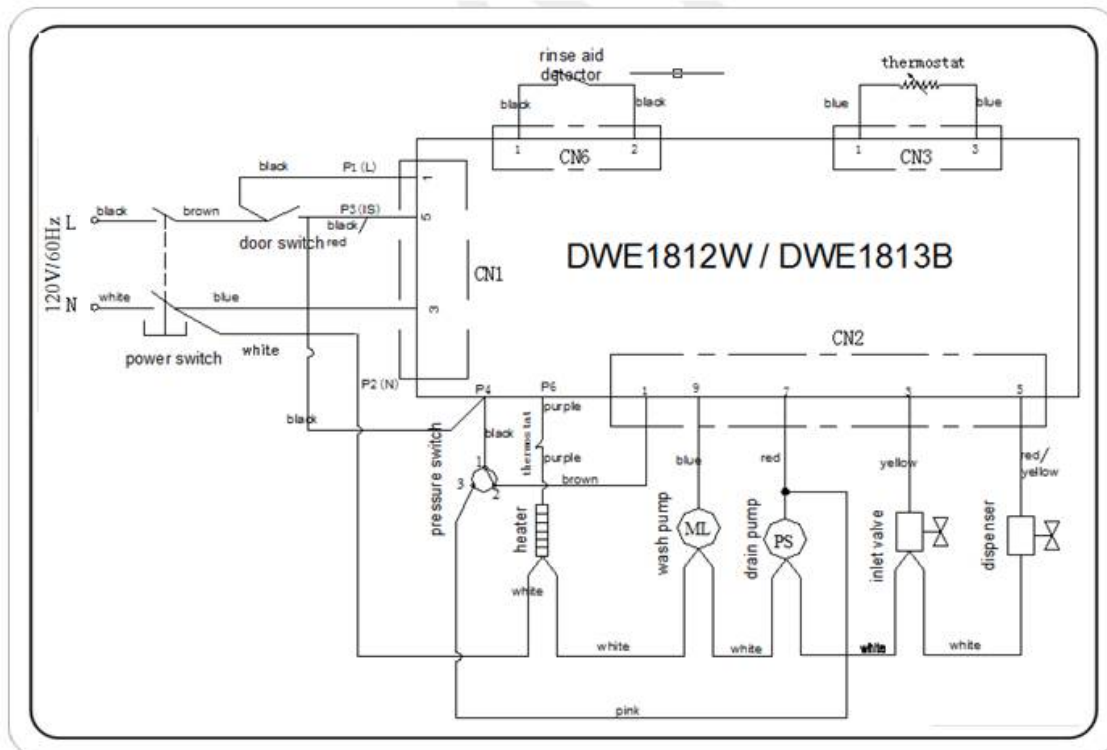 rinse aid
detector
thermostat
black
black
blue
blue
1
2
CN6
1
3
CN3
black
P1 (L)
1
L
black
brown
P3 (IS)
5
black/
red
door switch
CN1
DWE1812W / DWE1813B
120V/60Hz
N
white
blue
3
power switch
white
CN2
P2 (N)
P4
P6
1
9
7
3
5
black
purple
pressure switch
black
thermostat
purple
brown
blue
red
yellow
red/
yellow
1
3
2
heater
wash pump
ML
drain pump
PS
inlet valve
dispenser
white
white
white
white
white
pink